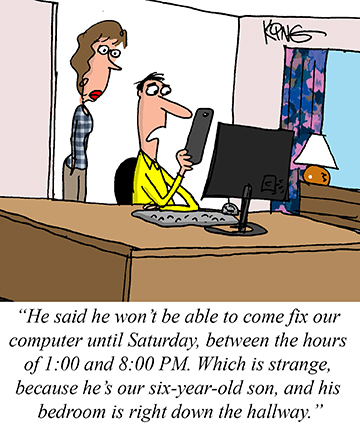 KING
“He said he won’t be able to come fix our
computer until Saturday, between the hours
of 1:00 and 8:00 PM. Which is strange,
because he’s our six-year-old son, and his
bedroom is right down the hallway.”